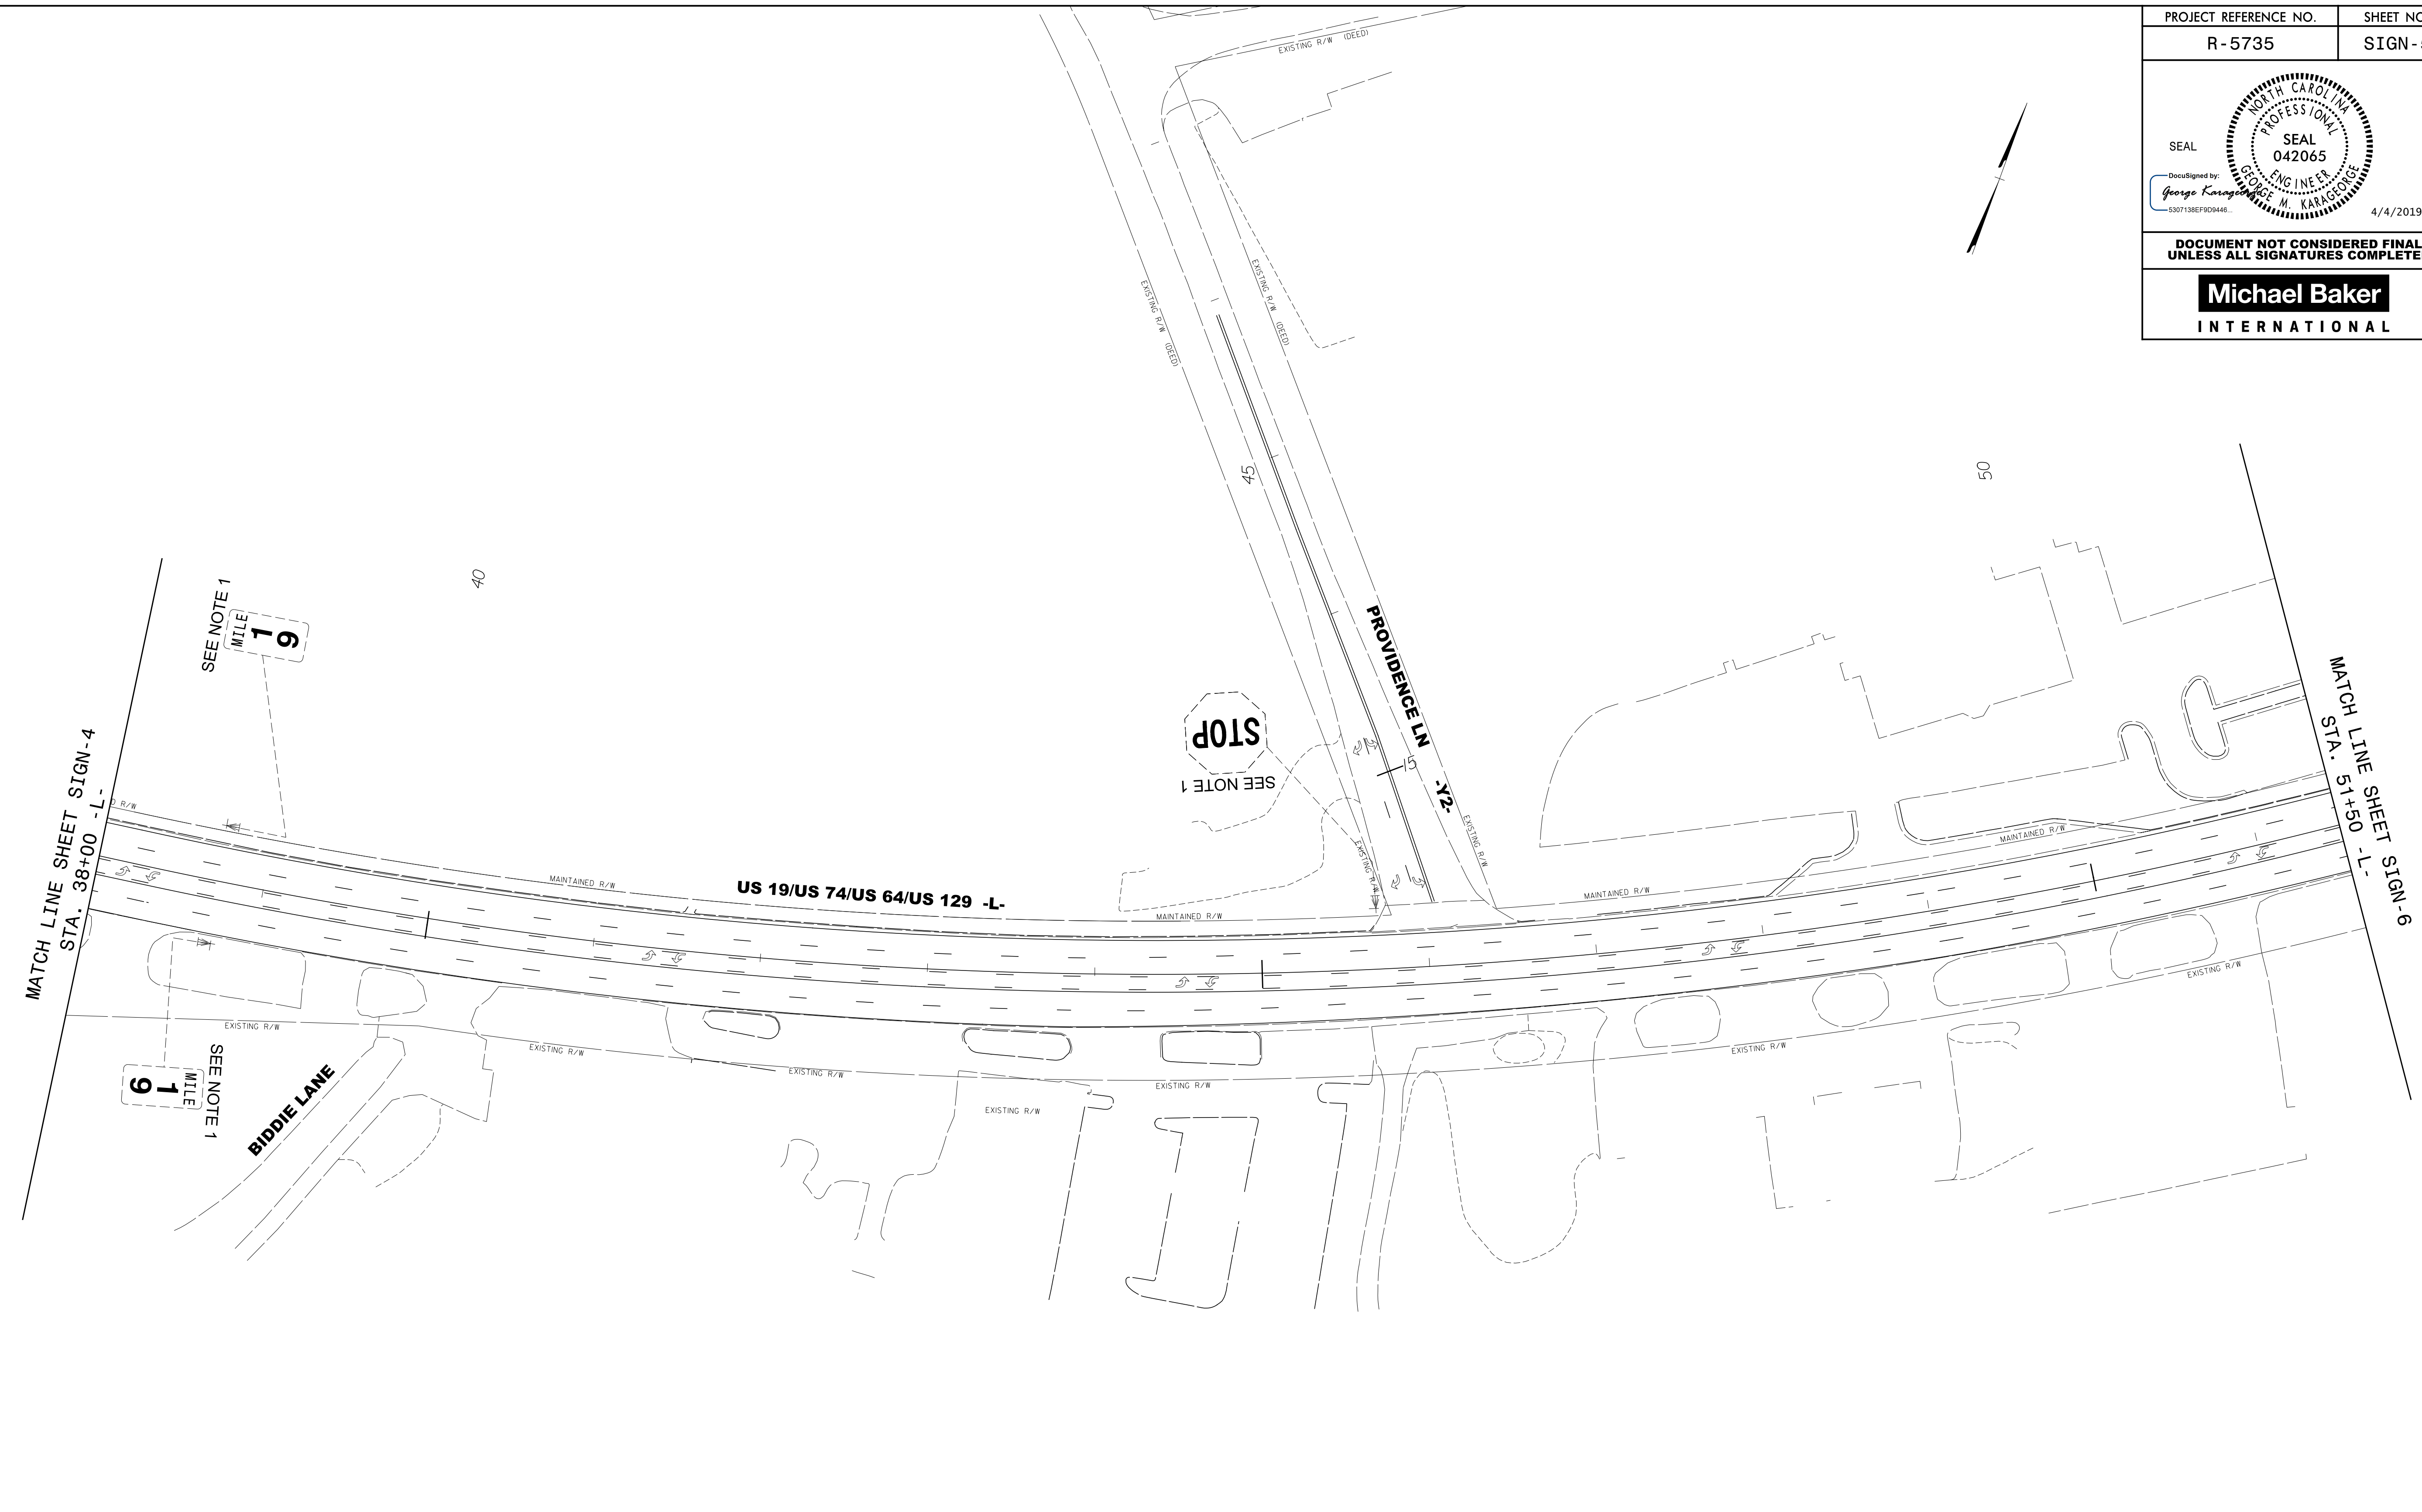 PROJECT REFERENCE NO.
SHEET NO
R-5735
SIGN-
NORTH CAROLINA
PROFESSIONAL
SEAL
042065
ENGINEER
GEORGE M. KARAGEORGE
SEAL
DocuSigned by:
George Karageorge
5307138EF9D9446...
4/4/2019
DOCUMENT NOT CONSIDERED FINAL
UNLESS ALL SIGNATURES COMPLETE
Michael Baker
INTERNATIONAL
EXISTING R/W (DEED)
EXISTING R/W (DEED)
EXISTING R/W (DEED)
45
50
40
SEE NOTE 1
MILE
1
9
PROVIDENCE LN
-Y2-
15
STOP
SEE NOTE 1
EXISTING R/W
EXISTING R/W
MATCH LINE SHEET SIGN-4
STA. 38+00 -L-
D R/W
MAINTAINED R/W
US 19/US 74/US 64/US 129 -L-
MAINTAINED R/W
MAINTAINED R/W
MAINTAINED R/W
MATCH LINE SHEET SIGN-6
STA. 51+50 -L-
EXISTING R/W
EXISTING R/W
EXISTING R/W
EXISTING R/W
EXISTING R/W
EXISTING R/W
EXISTING R/W
MILE
1
9
SEE NOTE 1
BIDDIE LANE